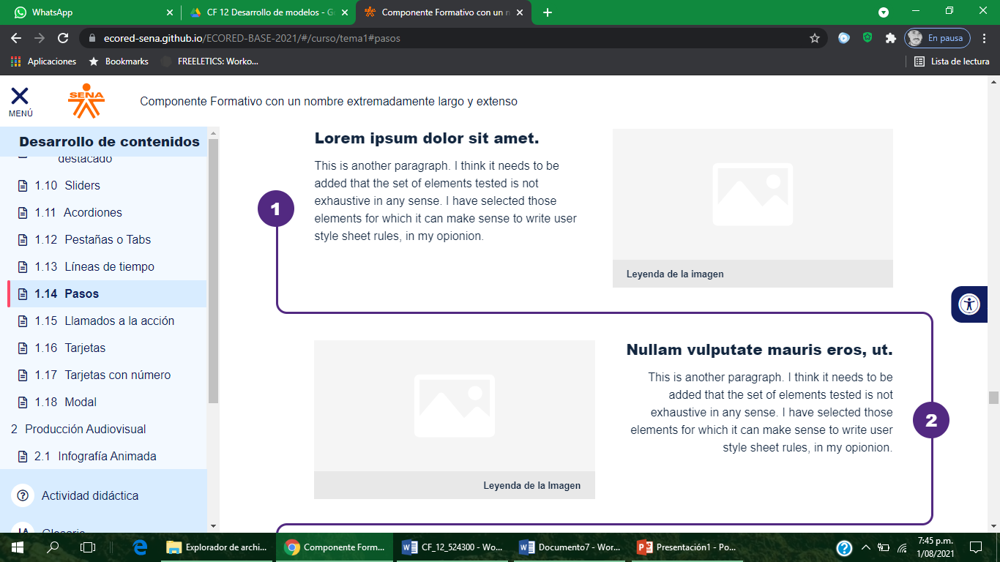 WhatsApp
CF 12 Desarrollo de modelos - G
Componente Formativo con un n
ecored-sena.github.io/ECORED-BASE-2021/#/curso/tema1#pasos
En pausa
Aplicaciones
Bookmarks
FREELETICS: Worko...
Lista de lectura
MENÚ
SENA
Componente Formativo con un nombre extremadamente largo y extenso
Desarrollo de contenidos
destacado
1.10 Sliders
1.11 Acordiones
1.12 Pestañas o Tabs
1.13 Líneas de tiempo
1.14 Pasos
1.15 Llamados a la acción
1.16 Tarjetas
1.17 Tarjetas con número
1.18 Modal
2 Producción Audiovisual
2.1 Infografía Animada
Actividad didáctica
Glosario
1
Lorem ipsum dolor sit amet.
This is another paragraph. I think it needs to be
added that the set of elements tested is not
exhaustive in any sense. I have selected those
elements for which it can make sense to write user
style sheet rules, in my opionion.
Leyenda de la imagen
Leyenda de la Imagen
Nullam vulputate mauris eros, ut.
This is another paragraph. I think it needs to be
added that the set of elements tested is not
exhaustive in any sense. I have selected those
elements for which it can make sense to write user
style sheet rules, in my opionion.
2
Explorador de archi...
Componente Form...
CF_12_524300 - Wo...
Documento7 - Wor...
Presentación1 - Po...
7:45 p.m.
1/08/2021